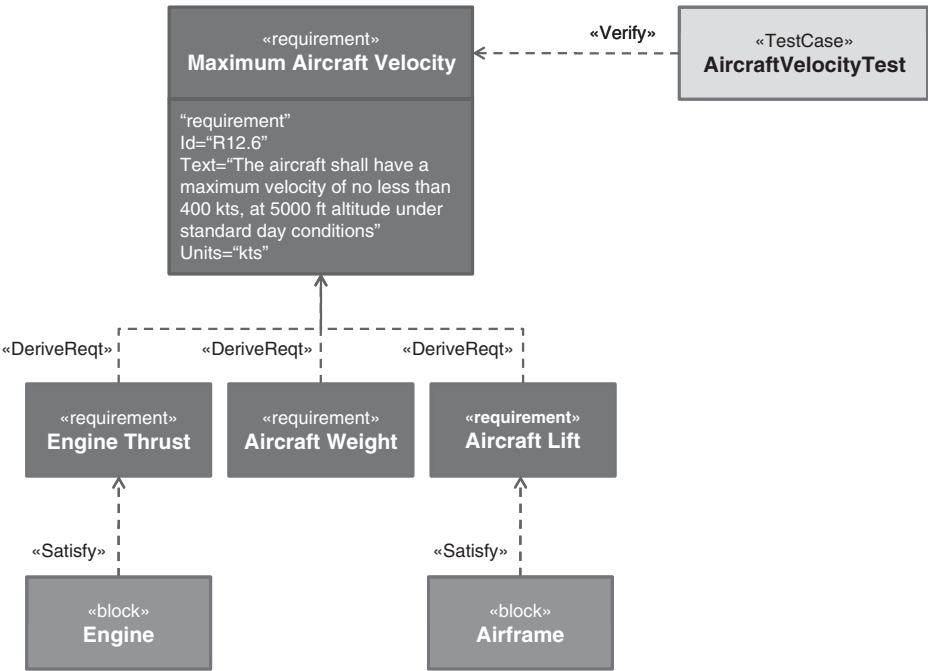 «requirement»
Maximum Aircraft Velocity
«Verify»
«TestCase»
AircraftVelocityTest
“requirement”
Id=“R12.6”
Text=“The aircraft shall have a
maximum velocity of no less than
400 kts, at 5000 ft altitude under
standard day conditions”
Units=“kts”
«DeriveReqt»
«DeriveReqt»
«DeriveReqt»
«requirement»
Engine Thrust
«requirement»
Aircraft Weight
«requirement»
Aircraft Lift
«Satisfy»
«Satisfy»
«block»
Engine
«block»
Airframe